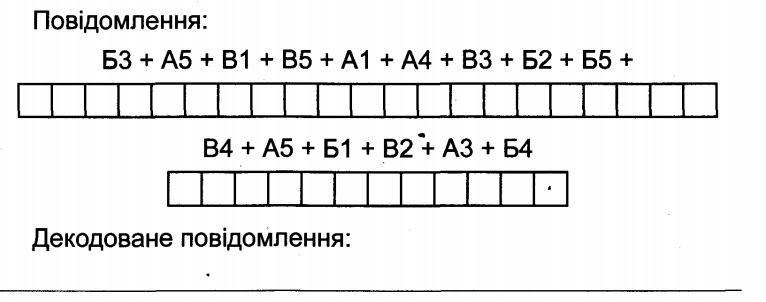 Повідомлення:
Б3 + А5 + В1 + В5 + А1 + А4 + В3 + Б2 + Б5 +
В4 + А5 + Б1 + В2 + А3 + Б4
Декодоване повідомлення: